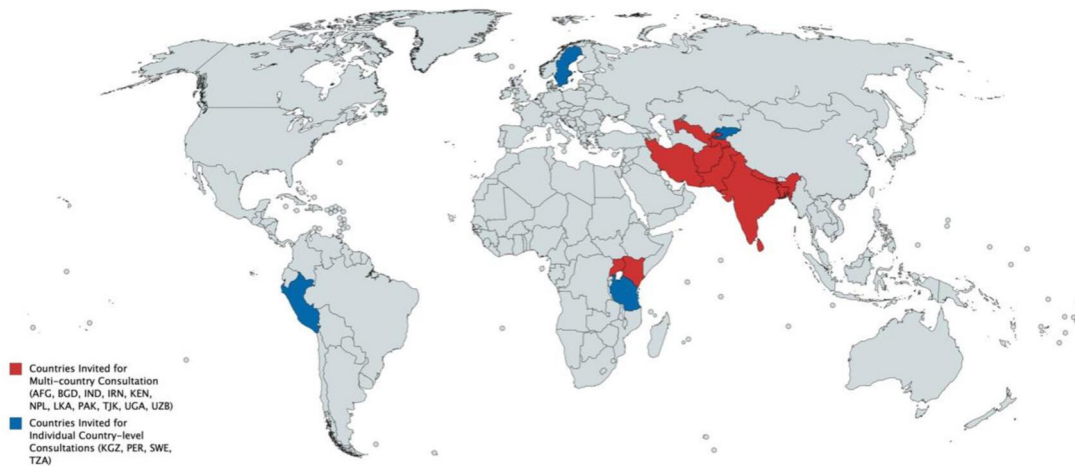 Countries Invited for
Multi-country Consultation
(AFG, BGD, IND, IRN, KEN,
NPL, LKA, PAK, TJK, UGA, UZB)
Countries Invited for
Individual Country-level
Consultations (KGZ, PER, SWE,
TZA)